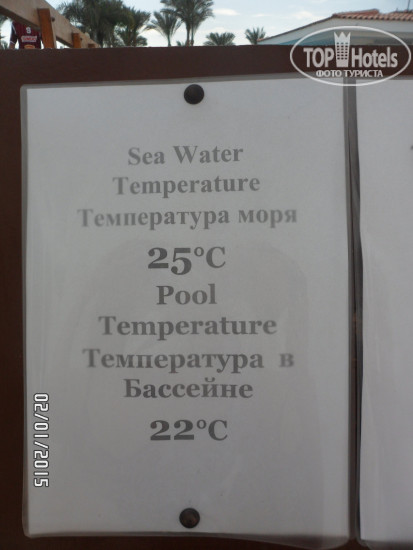 TOP Hotels
ФОТО ТУРИСТА
Sea Water
Temperature
Температура моря
25°C
Pool
Temperature
Температура в
Бассейне
22°C
20/10/2015